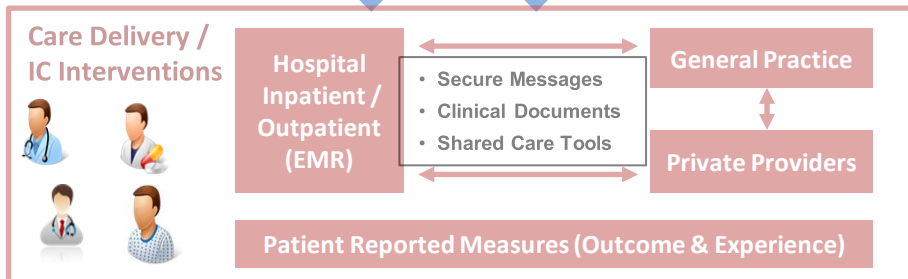 Care Delivery /
IC Interventions
Hospital
Inpatient /
Outpatient
(EMR)
• Secure Messages
• Clinical Documents
• Shared Care Tools
General Practice
Private Providers
Patient Reported Measures (Outcome & Experience)